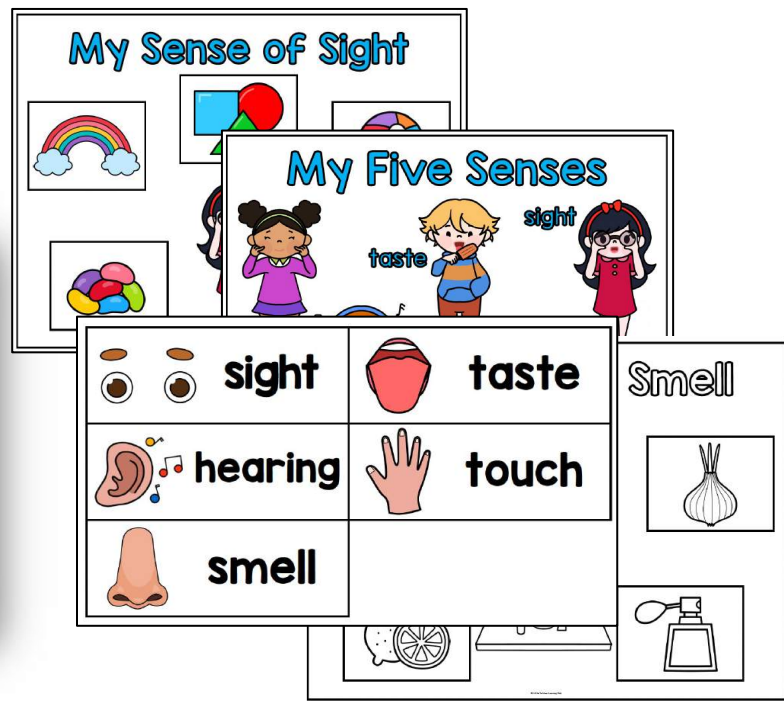 My Sense of Sight
My Five Senses
sight
taste
sight
taste
Smell
hearing
touch
smell